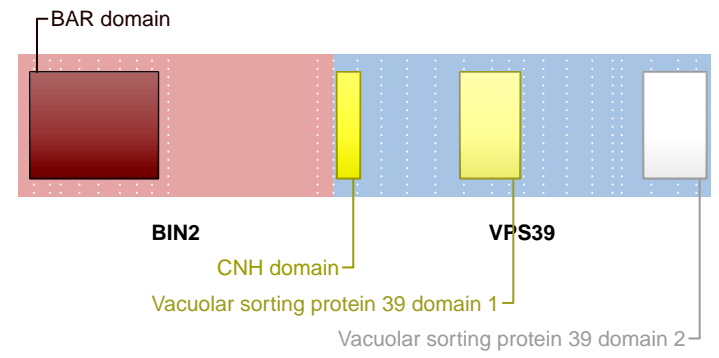 BAR domain
BIN2
VPS39
CNH domain
Vacuolar sorting protein 39 domain 1
Vacuolar sorting protein 39 domain 2